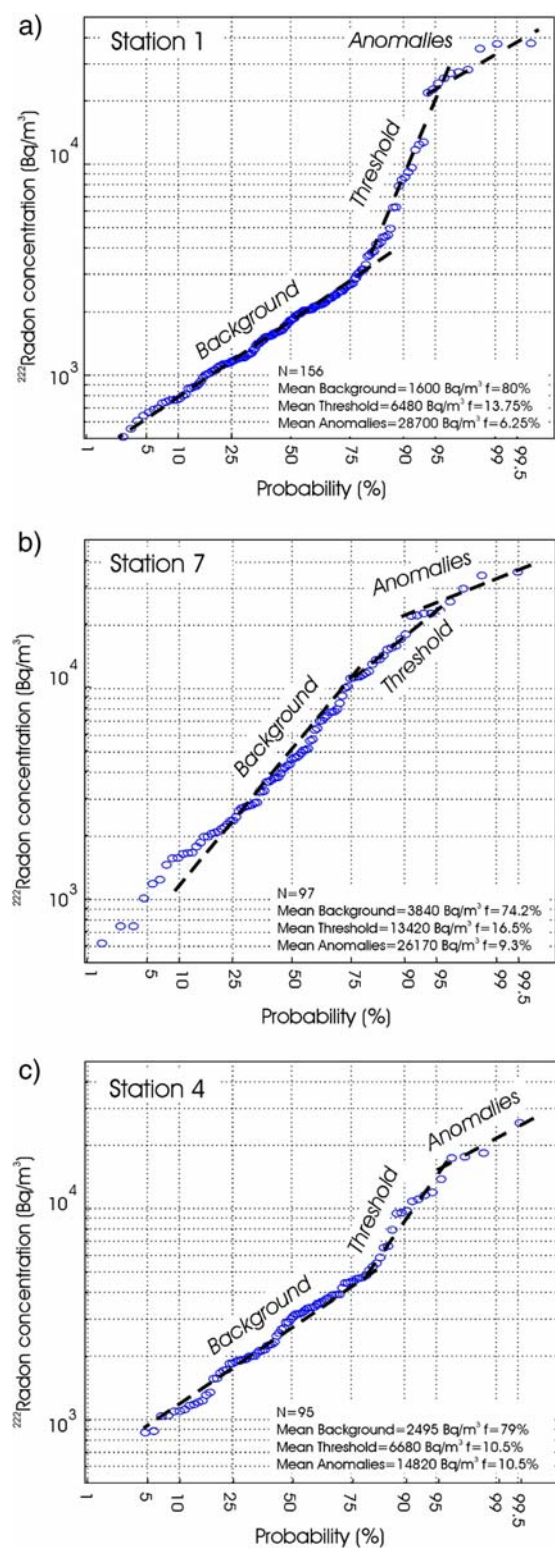 a)
Station 1
Anomalies
Threshold
Background
²²²Radon concentration (Bq/m³)
10⁴
10³
N=156
Mean Background=1600 Bq/m³ f=80%
Mean Threshold=6480 Bq/m³ f=13.75%
Mean Anomalies=28700 Bq/m³ f=6.25%
1 5 10 25 50 75 90 95 99 99.5
Probability (%)
b)
Station 7
Anomalies
Threshold
Background
²²²Radon concentration (Bq/m³)
10⁴
10³
N=97
Mean Background=3840 Bq/m³ f=74.2%
Mean Threshold=13420 Bq/m³ f=16.5%
Mean Anomalies=26170 Bq/m³ f=9.3%
1 5 10 25 50 75 90 95 99 99.5
Probability (%)
c)
Station 4
Anomalies
Threshold
Background
²²²Radon concentration (Bq/m³)
10⁴
10³
N=95
Mean Background=2495 Bq/m³ f=79%
Mean Threshold=6680 Bq/m³ f=10.5%
Mean Anomalies=14820 Bq/m³ f=10.5%
1 5 10 25 50 75 90 95 99 99.5
Probability (%)